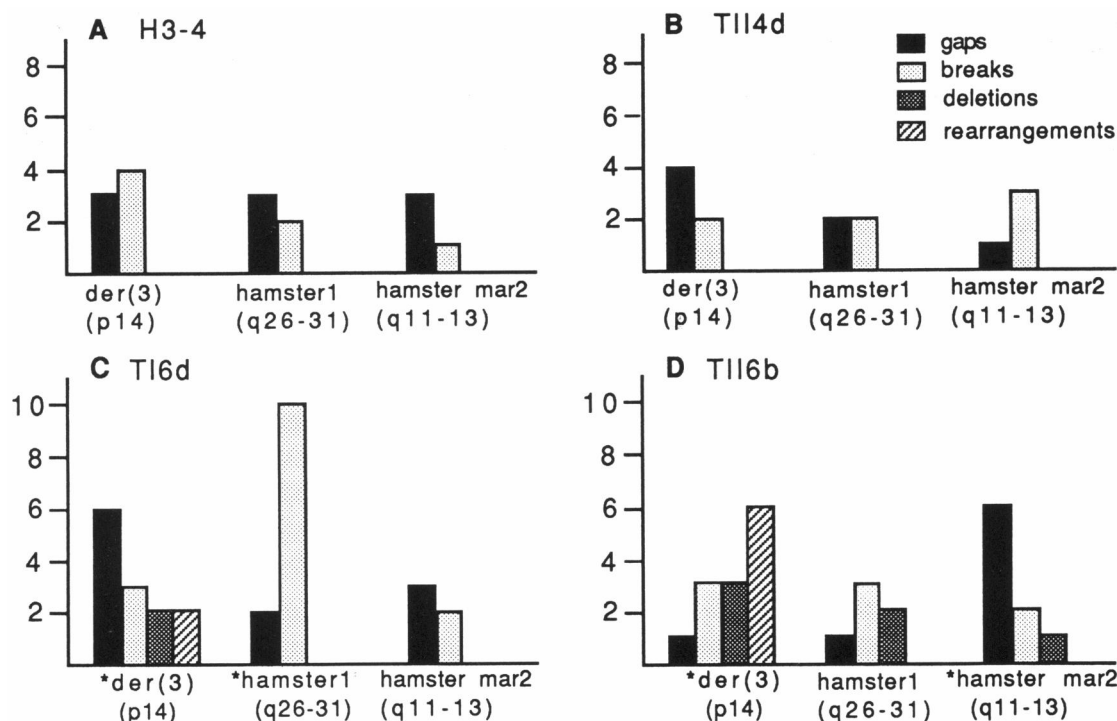 A H3-4
8
6
4
2
der(3) hamster1 hamster mar2
(p14) (q26-31) (q11-13)
B TII4d
gaps
breaks
deletions
rearrangements
8
6
4
2
der(3) hamster1 hamster mar2
(p14) (q26-31) (q11-13)
C TI6d
10
8
6
4
2
*der(3) *hamster1 hamster mar2
(p14) (q26-31) (q11-13)
D TII6b
10
8
6
4
2
*der(3) hamster1 *hamster mar2
(p14) (q26-31) (q11-13)